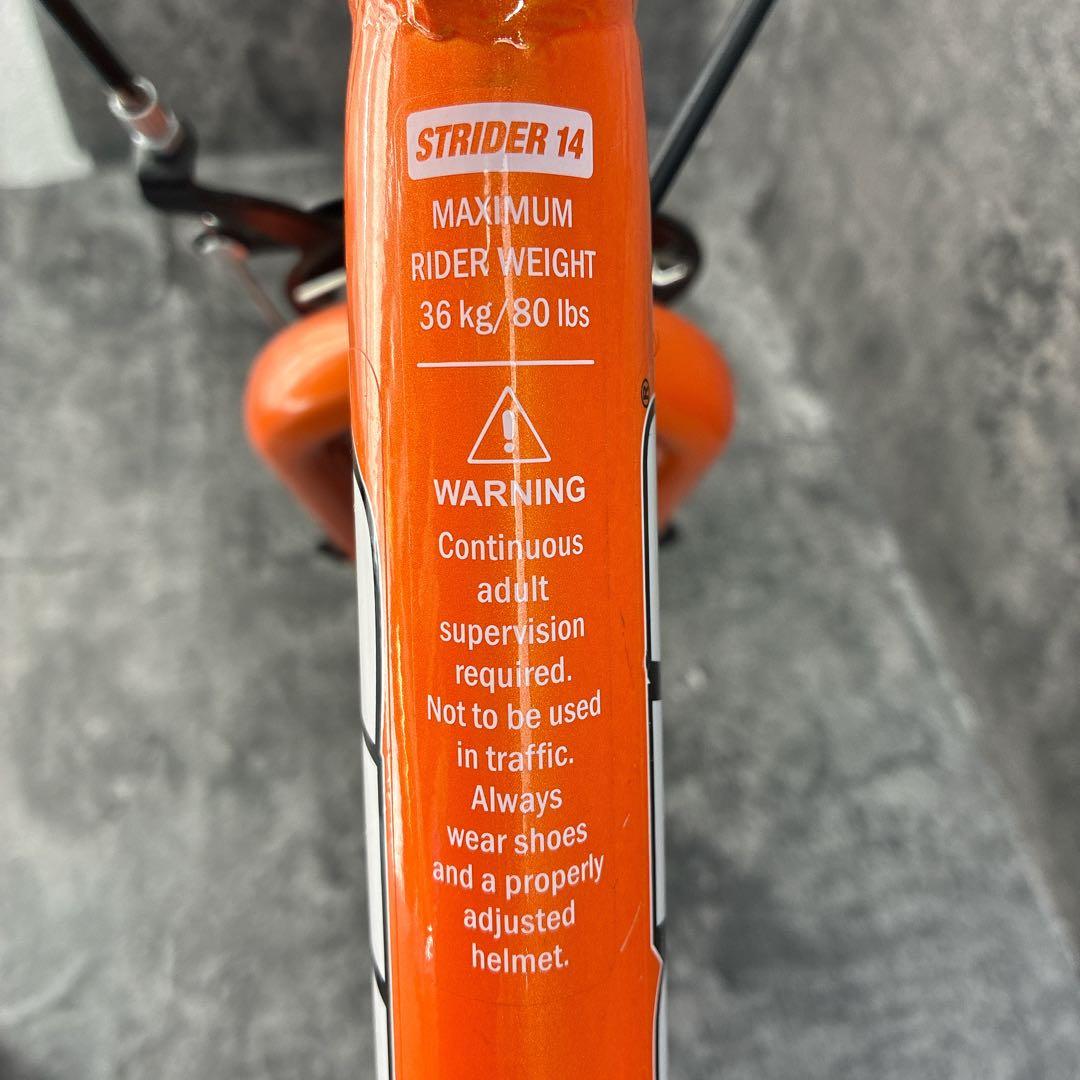 STRIDER 14
MAXIMUM
RIDER WEIGHT
36 kg/80 lbs
WARNING
Continuous
adult
supervision
required.
Not to be used
in traffic.
Always
wear shoes
and a properly
adjusted
helmet.
®